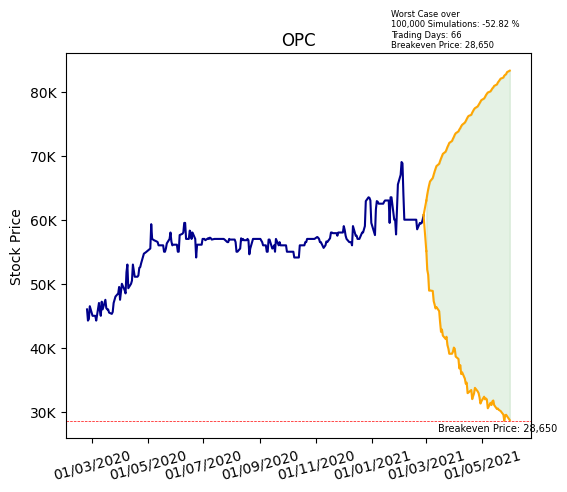 Worst Case over
100,000 Simulations: -52.82 %
Trading Days: 66
Breakeven Price: 28,650
OPC
Stock Price
80K
70K
60K
50K
40K
30K
Breakeven Price: 28,650
01/03/2020
01/05/2020
01/07/2020
01/09/2020
01/11/2020
01/01/2021
01/03/2021
01/05/2021